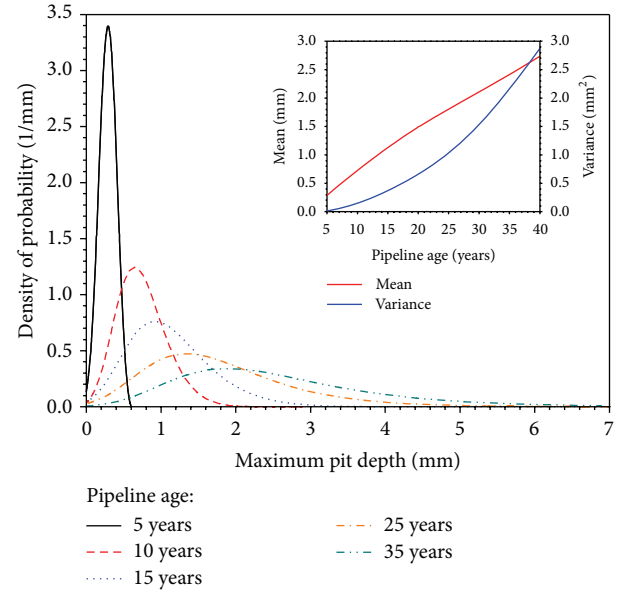 Density of probability (1/mm)
3.5
3.0
2.5
2.0
1.5
1.0
0.5
0.0
0 1 2 3 4 5 6 7
Maximum pit depth (mm)
Mean (mm)
3.0
2.5
2.0
1.5
1.0
0.5
0.0
5 10 15 20 25 30 35 40
Pipeline age (years)
3.0
2.5
2.0
1.5
1.0
0.5
0.0
Variance (mm²)
Mean
Variance
Pipeline age:
5 years
10 years
15 years
25 years
35 years